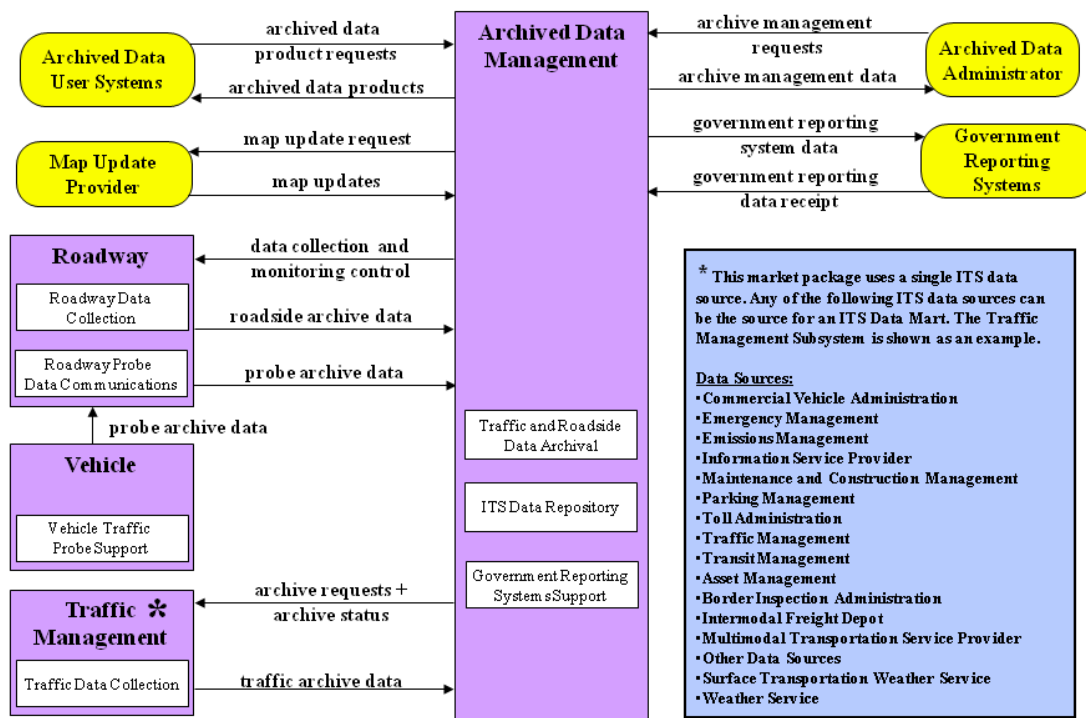 Archived Data
User Systems
archived data
product requests
archived data products
Map Update
Provider
map update request
map updates
Roadway
Roadway Data
Collection
Roadway Probe
Data Communications
data collection and
monitoring control
roadside archive data
probe archive data
probe archive data
Vehicle
Vehicle Traffic
Probe Support
Traffic *
Management
Traffic Data Collection
archive requests +
archive status
traffic archive data
Archived Data
Management
Traffic and Roadside
Data Archival
ITS Data Repository
Government Reporting
Systems Support
archive management
requests
archive management data
Archived Data
Administrator
government reporting
system data
government reporting
data receipt
Government
Reporting
Systems
* This market package uses a single ITS data
source. Any of the following ITS data sources can
be the source for an ITS Data Mart. The Traffic
Management Subsystem is shown as an example.
Data Sources:
•Commercial Vehicle Administration
•Emergency Management
•Emissions Management
•Information Service Provider
•Maintenance and Construction Management
•Parking Management
•Toll Administration
•Traffic Management
•Transit Management
•Asset Management
•Border Inspection Administration
•Intermodal Freight Depot
•Multimodal Transportation Service Provider
•Other Data Sources
•Surface Transportation Weather Service
•Weather Service